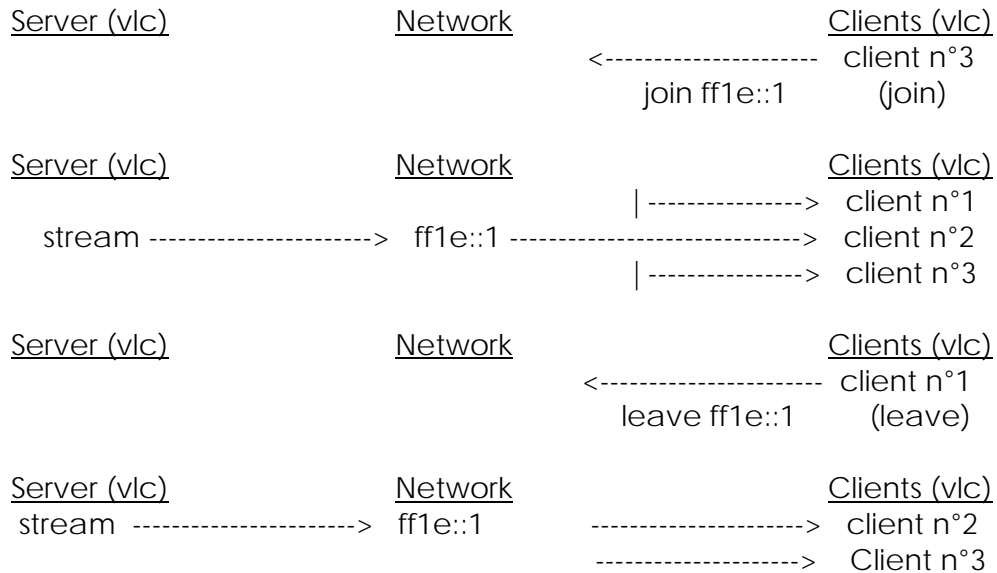 Server (vlc) Network Clients (vlc)
<---------------------- client n°3
join ff1e::1 (join)
Server (vlc) Network Clients (vlc)
| ----------------> client n°1
stream -----------------------> ff1e::1 ------------------------------> client n°2
| ----------------> client n°3
Server (vlc) Network Clients (vlc)
<----------------------- client n°1
leave ff1e::1 (leave)
Server (vlc) Network Clients (vlc)
stream -----------------------> ff1e::1 ----------------------> client n°2
---------------------> Client n°3